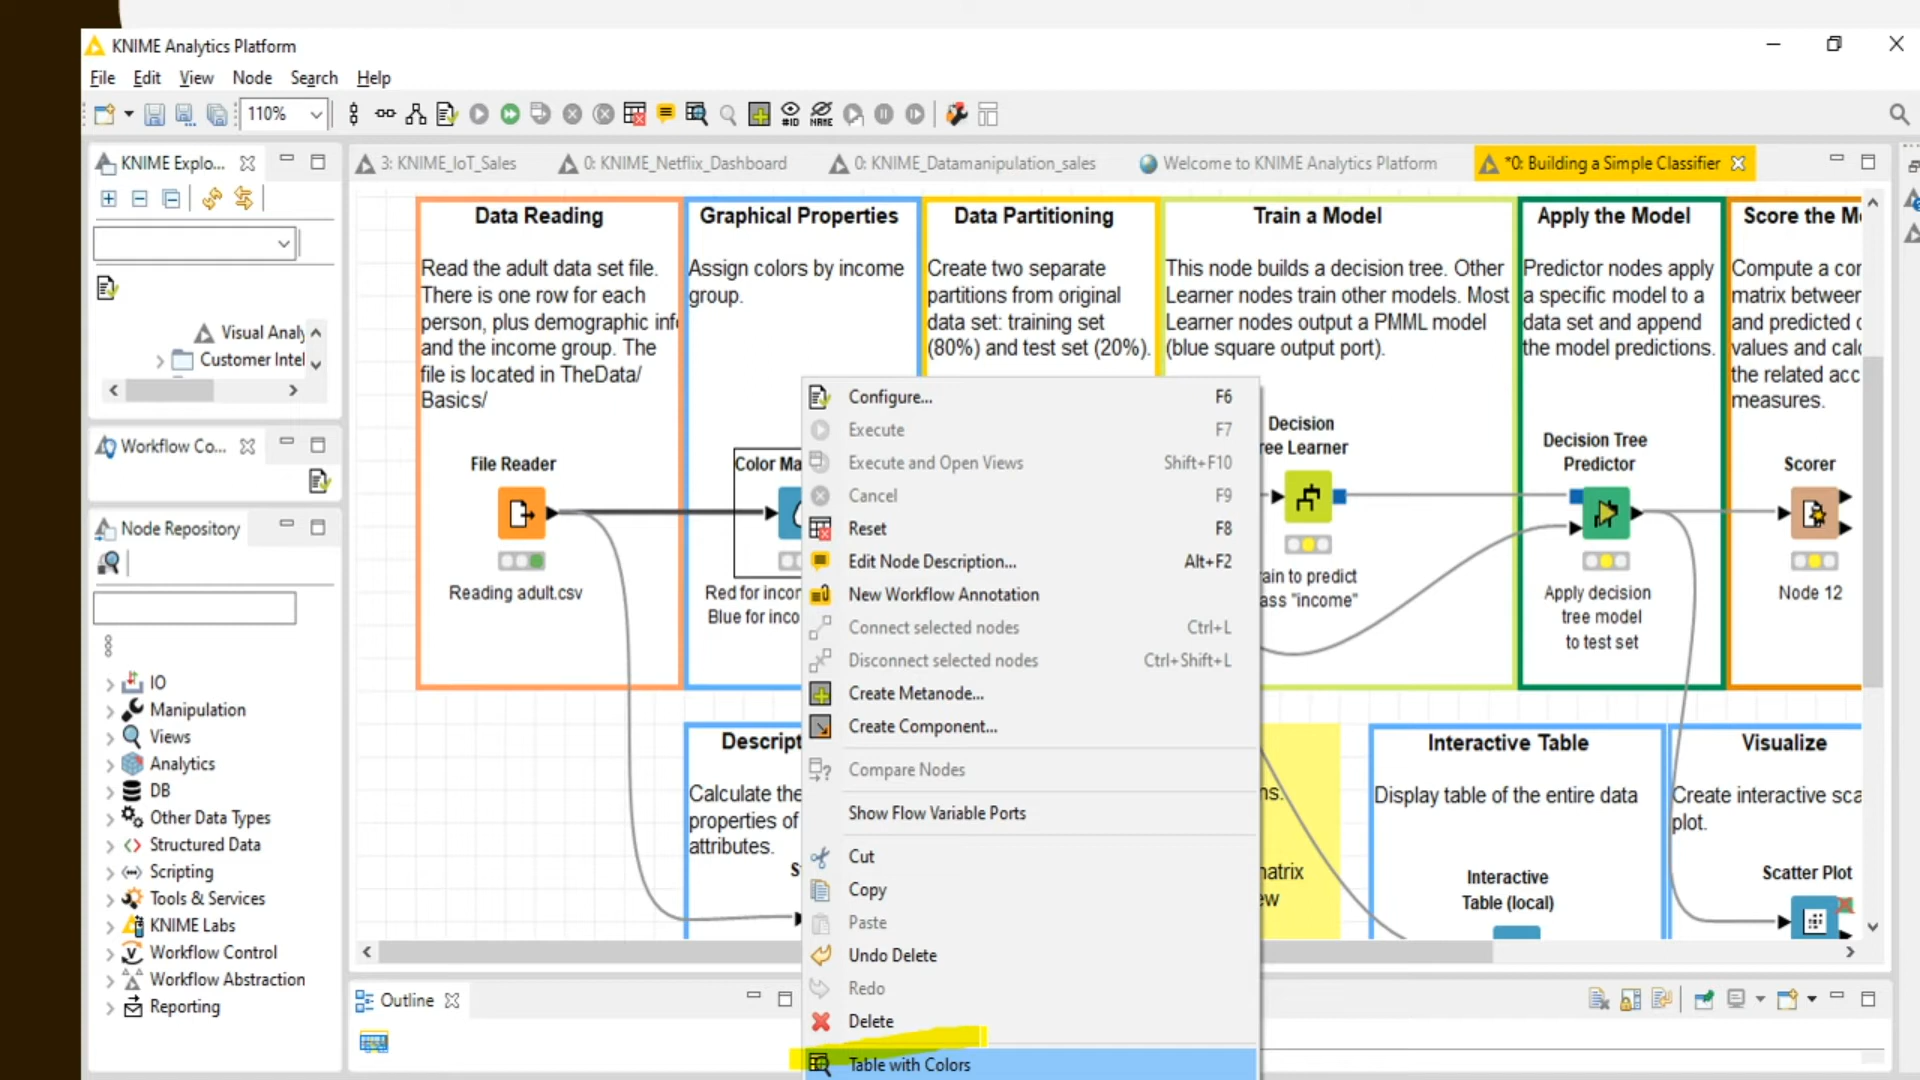 KNIME Analytics Platform
File Edit View Node Search Help
110%
KNIME Explo...
3: KNIME_IoT_Sales
0: KNIME_Netflix_Dashboard
0: KNIME_Datamanipulation_sales
Welcome to KNIME Analytics Platform
*0: Building a Simple Classifier
Visual Analy
Customer Intel
Workflow Co...
Node Repository
IO
Manipulation
Views
Analytics
DB
Other Data Types
Structured Data
Scripting
Tools & Services
KNIME Labs
Workflow Control
Workflow Abstraction
Reporting
Data Reading
Read the adult data set file.
There is one row for each
person, plus demographic inf
and the income group. The
file is located in TheData/
Basics/
File Reader
Reading adult.csv
Graphical Properties
Assign colors by income
group.
Color Ma
Red for incor
Blue for inco
Data Partitioning
Create two separate
partitions from original
data set: training set
(80%) and test set (20%).
Train a Model
This node builds a decision tree. Other
Learner nodes train other models. Most
Learner nodes output a PMML model
(blue square output port).
Decision
ree Learner
ain to predict
ass "income"
Apply the Model
Predictor nodes apply
a specific model to a
data set and append
the model predictions.
Decision Tree
Predictor
Apply decision
tree model
to test set
Score the M
Compute a cor
matrix between
and predicted
values and calc
the related acc
measures.
Scorer
Node 12
Configure... F6
Execute F7
Execute and Open Views Shift+F10
Cancel F9
Reset F8
Edit Node Description... Alt+F2
New Workflow Annotation
Connect selected nodes Ctrl+L
Disconnect selected nodes Ctrl+Shift+L
Create Metanode...
Create Component...
Compare Nodes
Show Flow Variable Ports
Cut
Copy
Paste
Undo Delete
Redo
Delete
Table with Colors
Descript
Calculate the
properties of
attributes.
S
ns.
natrix
ew
Interactive Table
Display table of the entire data
Interactive
Table (local)
Visualize
Create interactive sca
plot.
Scatter Plot
Outline